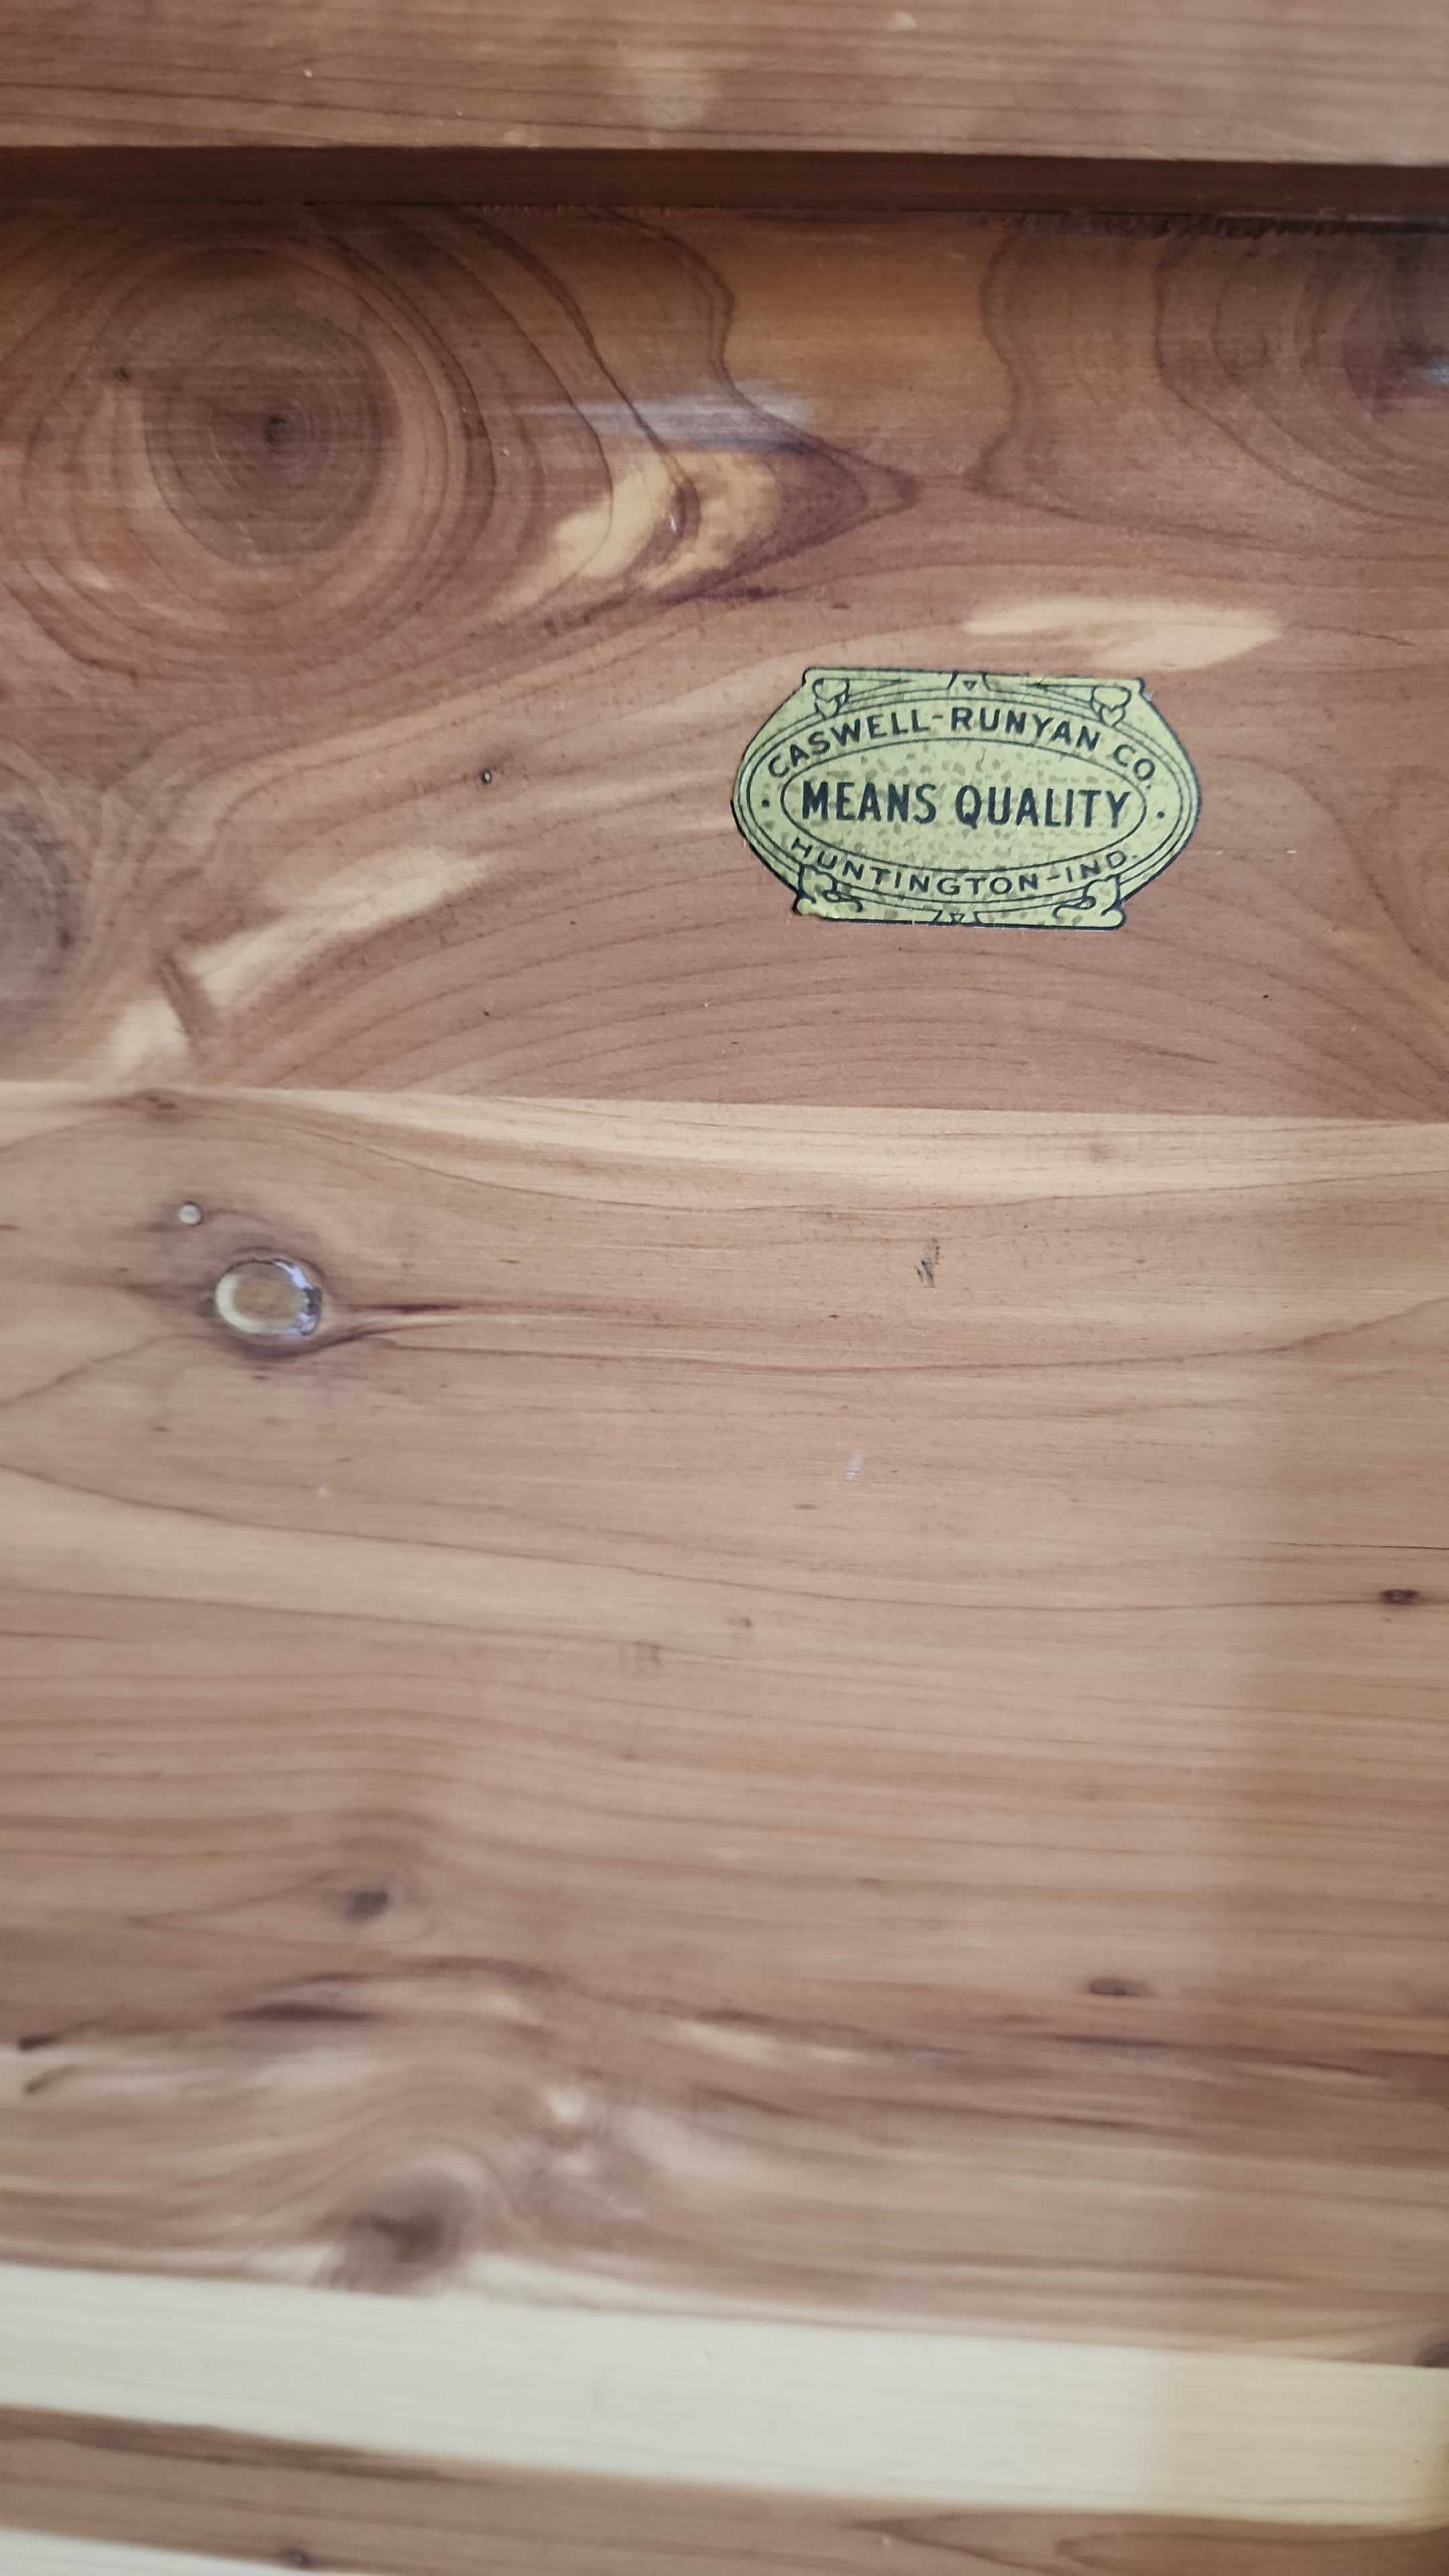 CASWELL-RUNYAN CO.
MEANS QUALITY
HUNTINGTON-IND.